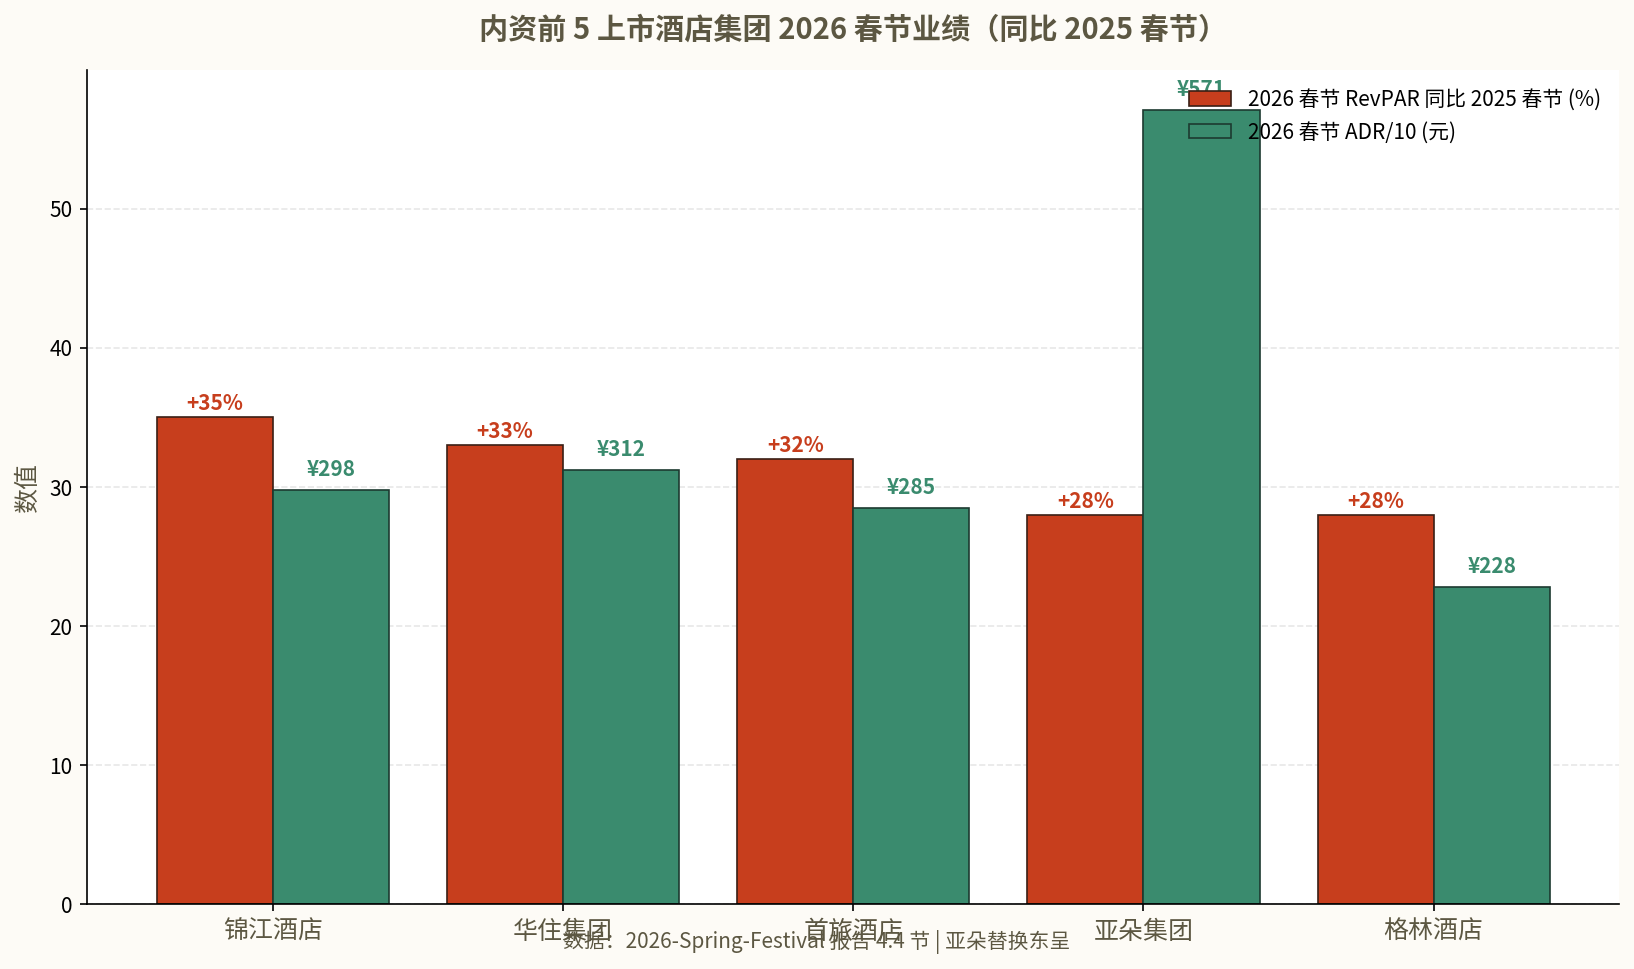 内资前 5 上市酒店集团 2026 春节业绩（同比 2025 春节）
¥571
2026 春节 RevPAR 同比 2025 春节 (%)
2026 春节 ADR/10 (元)
数值
50
40
30
20
10
0
+35%
¥298
+33%
¥312
+32%
¥285
+28%
+28%
¥228
锦江酒店
华住集团
首旅酒店
亚朵集团
格林酒店
数据：2026-Spring-Festival 报告 4.4 节 | 亚朵替换东呈